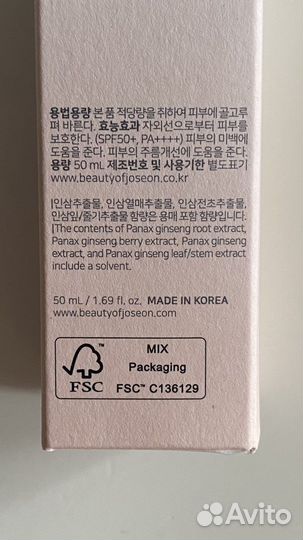 용법용량 본 품 적당량을 취하여 피부에 골고루
펴 바른다. 효능효과 자외선으로부터 피부를
보호한다. (SPF50+, PA++++) 피부의 미백에
도움을 준다. 피부의 주름개선에 도움을 준다.
용량 50 mL 제조번호 및 사용기한 별도표기
www.beautyofjoseon.co.kr
|인삼추출물, 인삼열매추출물, 인삼전초추출물,
인삼잎/줄기추출물 함량은 용매 포함 함량입니다.
|The contents of Panax ginseng root extract,
Panax ginseng berry extract, Panax ginseng
extract, and Panax ginseng leaf/stem extract
include a solvent.
50 mL / 1.69 fl. oz. MADE IN KOREA
www.beautyofjoseon.com
FSC
MIX
Packaging
FSC™ C136129
Avito